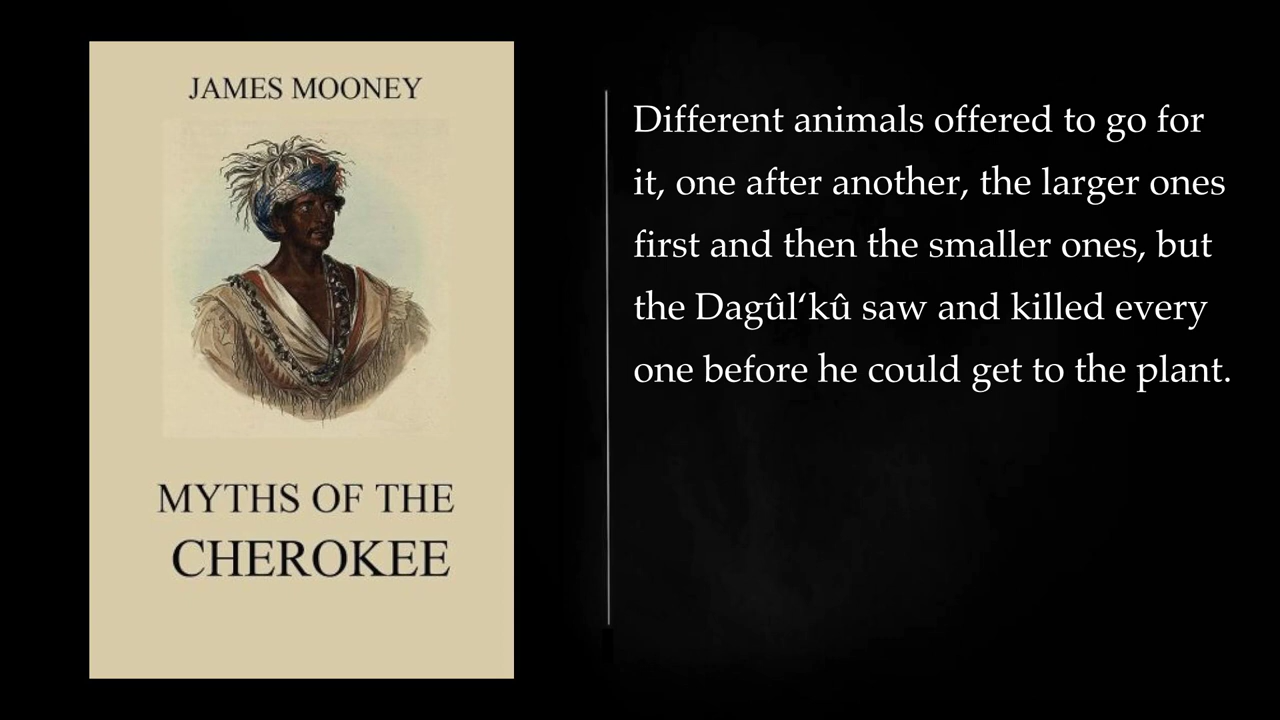 JAMES MOONEY
MYTHS OF THE
CHEROKEE
Different animals offered to go for
it, one after another, the larger ones
first and then the smaller ones, but
the Dagûl‘kû saw and killed every
one before he could get to the plant.